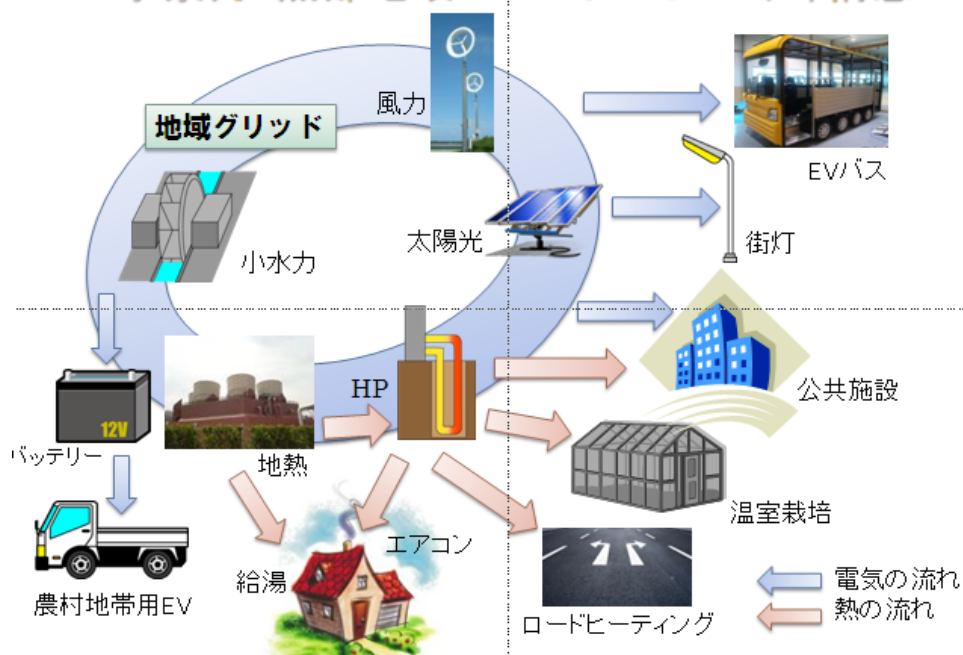 風力
地域グリッド
EVバス
小水力
太陽光
街灯
HP
12V
公共施設
バッテリー
地熱
温室栽培
エアコン
給湯
電気の流れ
農村地帯用EV
ロードヒーティング
熱の流れ